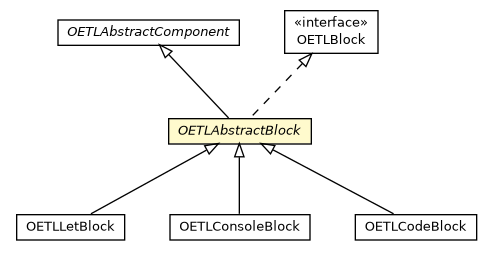 «interface»
OETLBlock
OETLAbstractComponent
OETLAbstractBlock
OETLLetBlock
OETLConsoleBlock
OETLCodeBlock